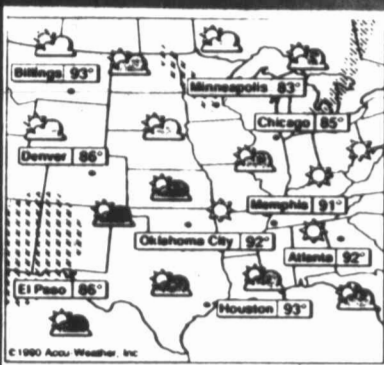 Billings 93°
Minneapolis 83°
Chicago 85°
Denver 86°
Memphis 91°
Oklahoma City 92°
Atlanta 92°
El Paso 86°
Houston 93°
©1980 Accu-Weather, Inc